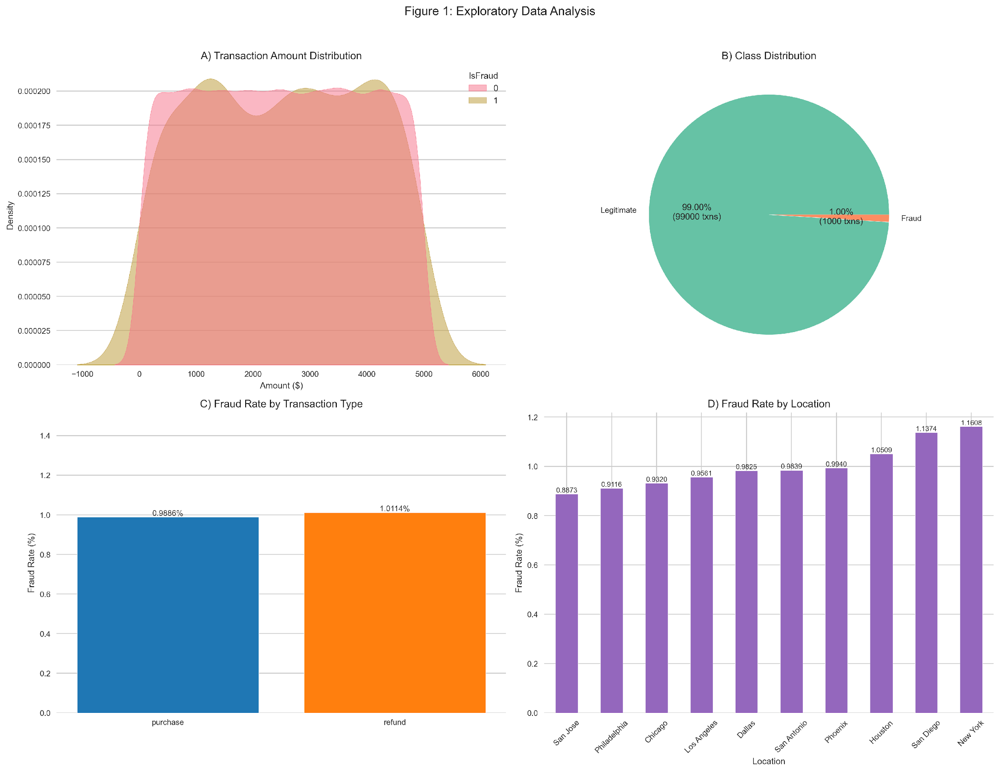 Figure 1: Exploratory Data Analysis
A) Transaction Amount Distribution
IsFraud
0
1
0.000200
0.000175
0.000150
0.000125
0.000100
0.000075
0.000050
0.000025
0.000000
Density
−1000 0 1000 2000 3000 4000 5000 6000
Amount ($)
B) Class Distribution
Legitimate
99.00%
(99000 txns)
1.00%
(1000 txns)
Fraud
C) Fraud Rate by Transaction Type
1.4
1.2
1.0
0.8
0.6
0.4
0.2
0.0
Fraud Rate (%)
0.9886%
1.0114%
purchase refund
D) Fraud Rate by Location
1.2
1.0
0.8
0.6
0.4
0.2
0.0
Fraud Rate (%)
0.8873
0.9116
0.9320
0.9561
0.9825
0.9839
0.9940
1.0509
1.1374
1.1608
San Jose
Philadelphia
Chicago
Los Angeles
Dallas
San Antonio
Phoenix
Houston
San Diego
New York
Location